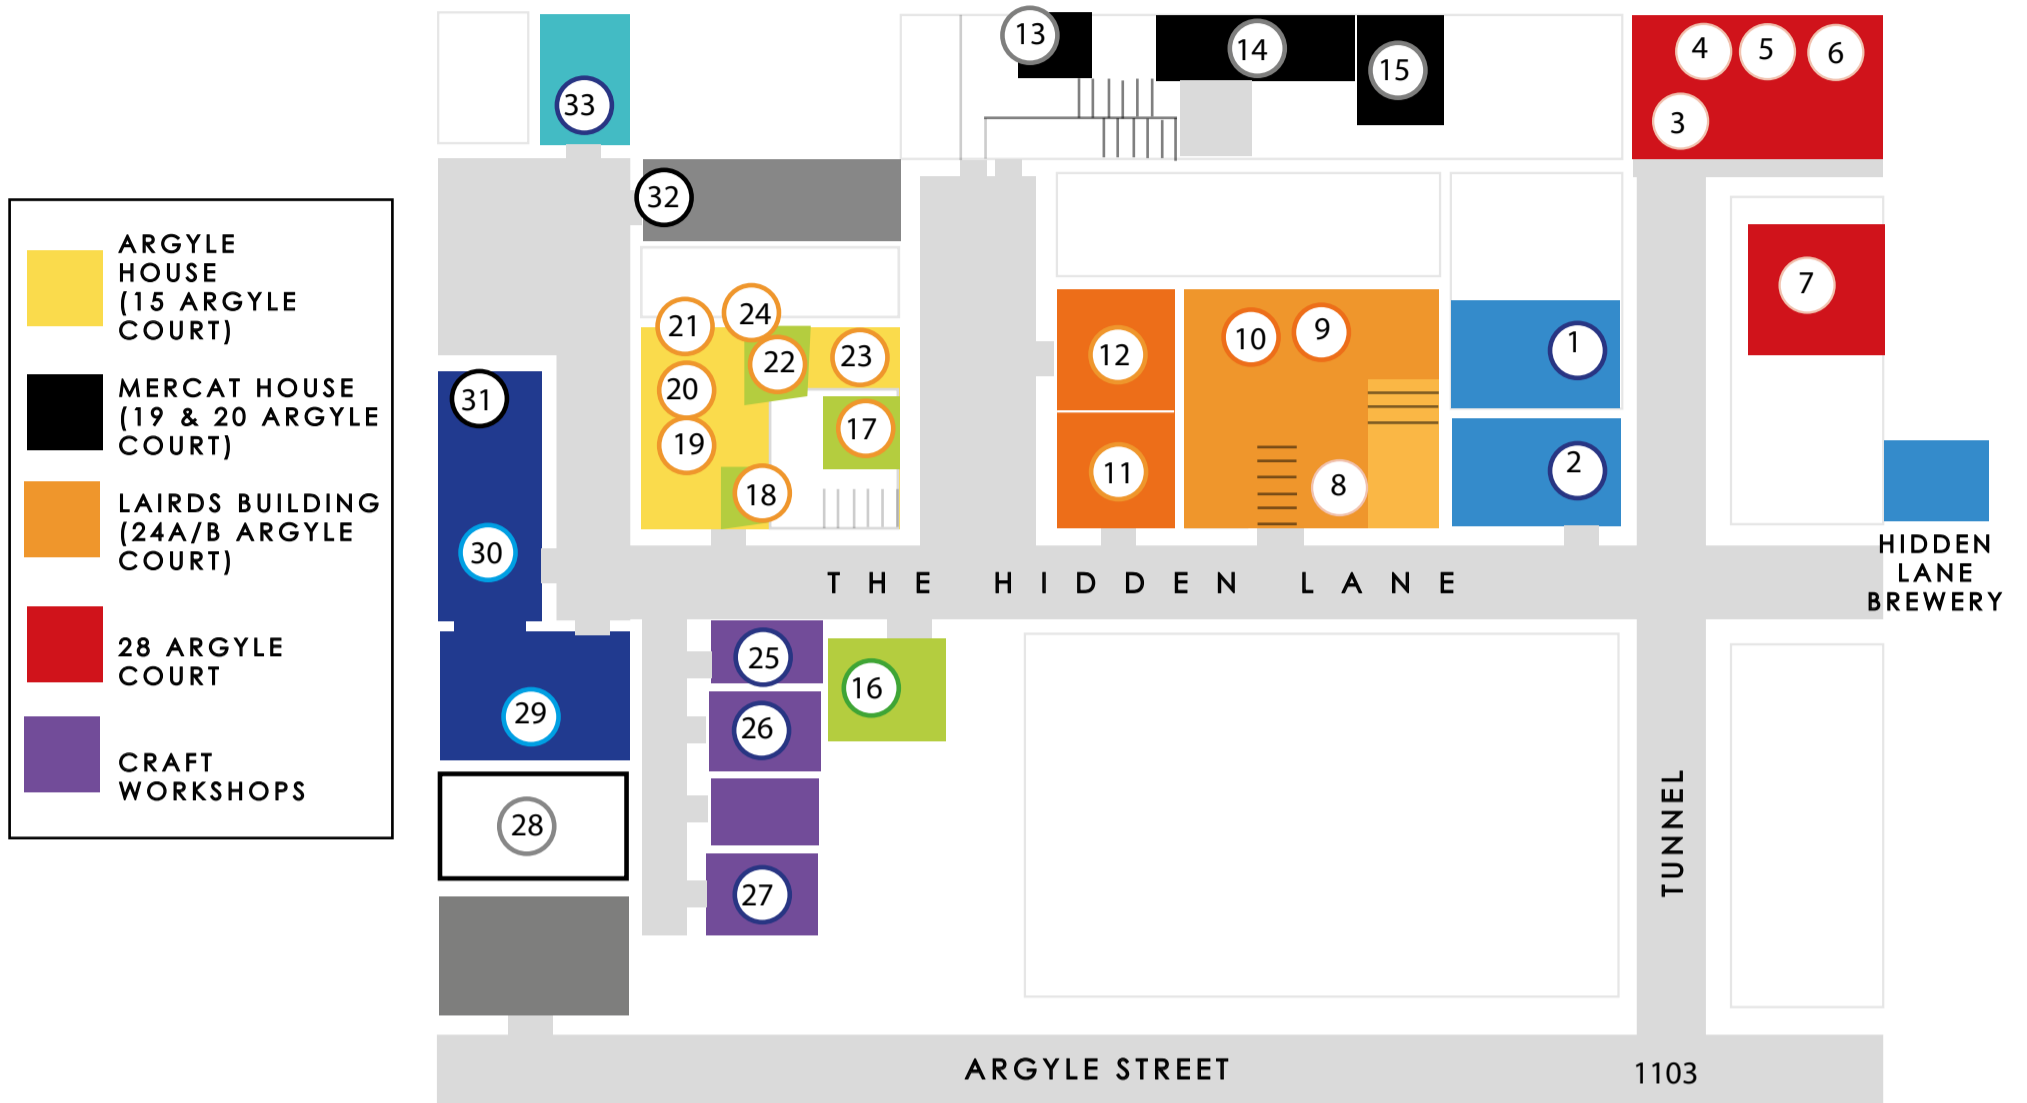 13
14
15
4
5
6
3
33
32
ARGYLE
HOUSE
(15 ARGYLE
COURT)
MERCAT HOUSE
(19 & 20 ARGYLE
COURT)
LAIRDS BUILDING
(24A/B ARGYLE
COURT)
28 ARGYLE
COURT
CRAFT
WORKSHOPS
7
21
24
22
23
20
19
17
18
12
10
9
11
8
1
2
31
30
HIDDEN
LANE
BREWERY
THE HIDDEN LANE
25
16
26
29
28
27
TUNNEL
ARGYLE STREET
1103